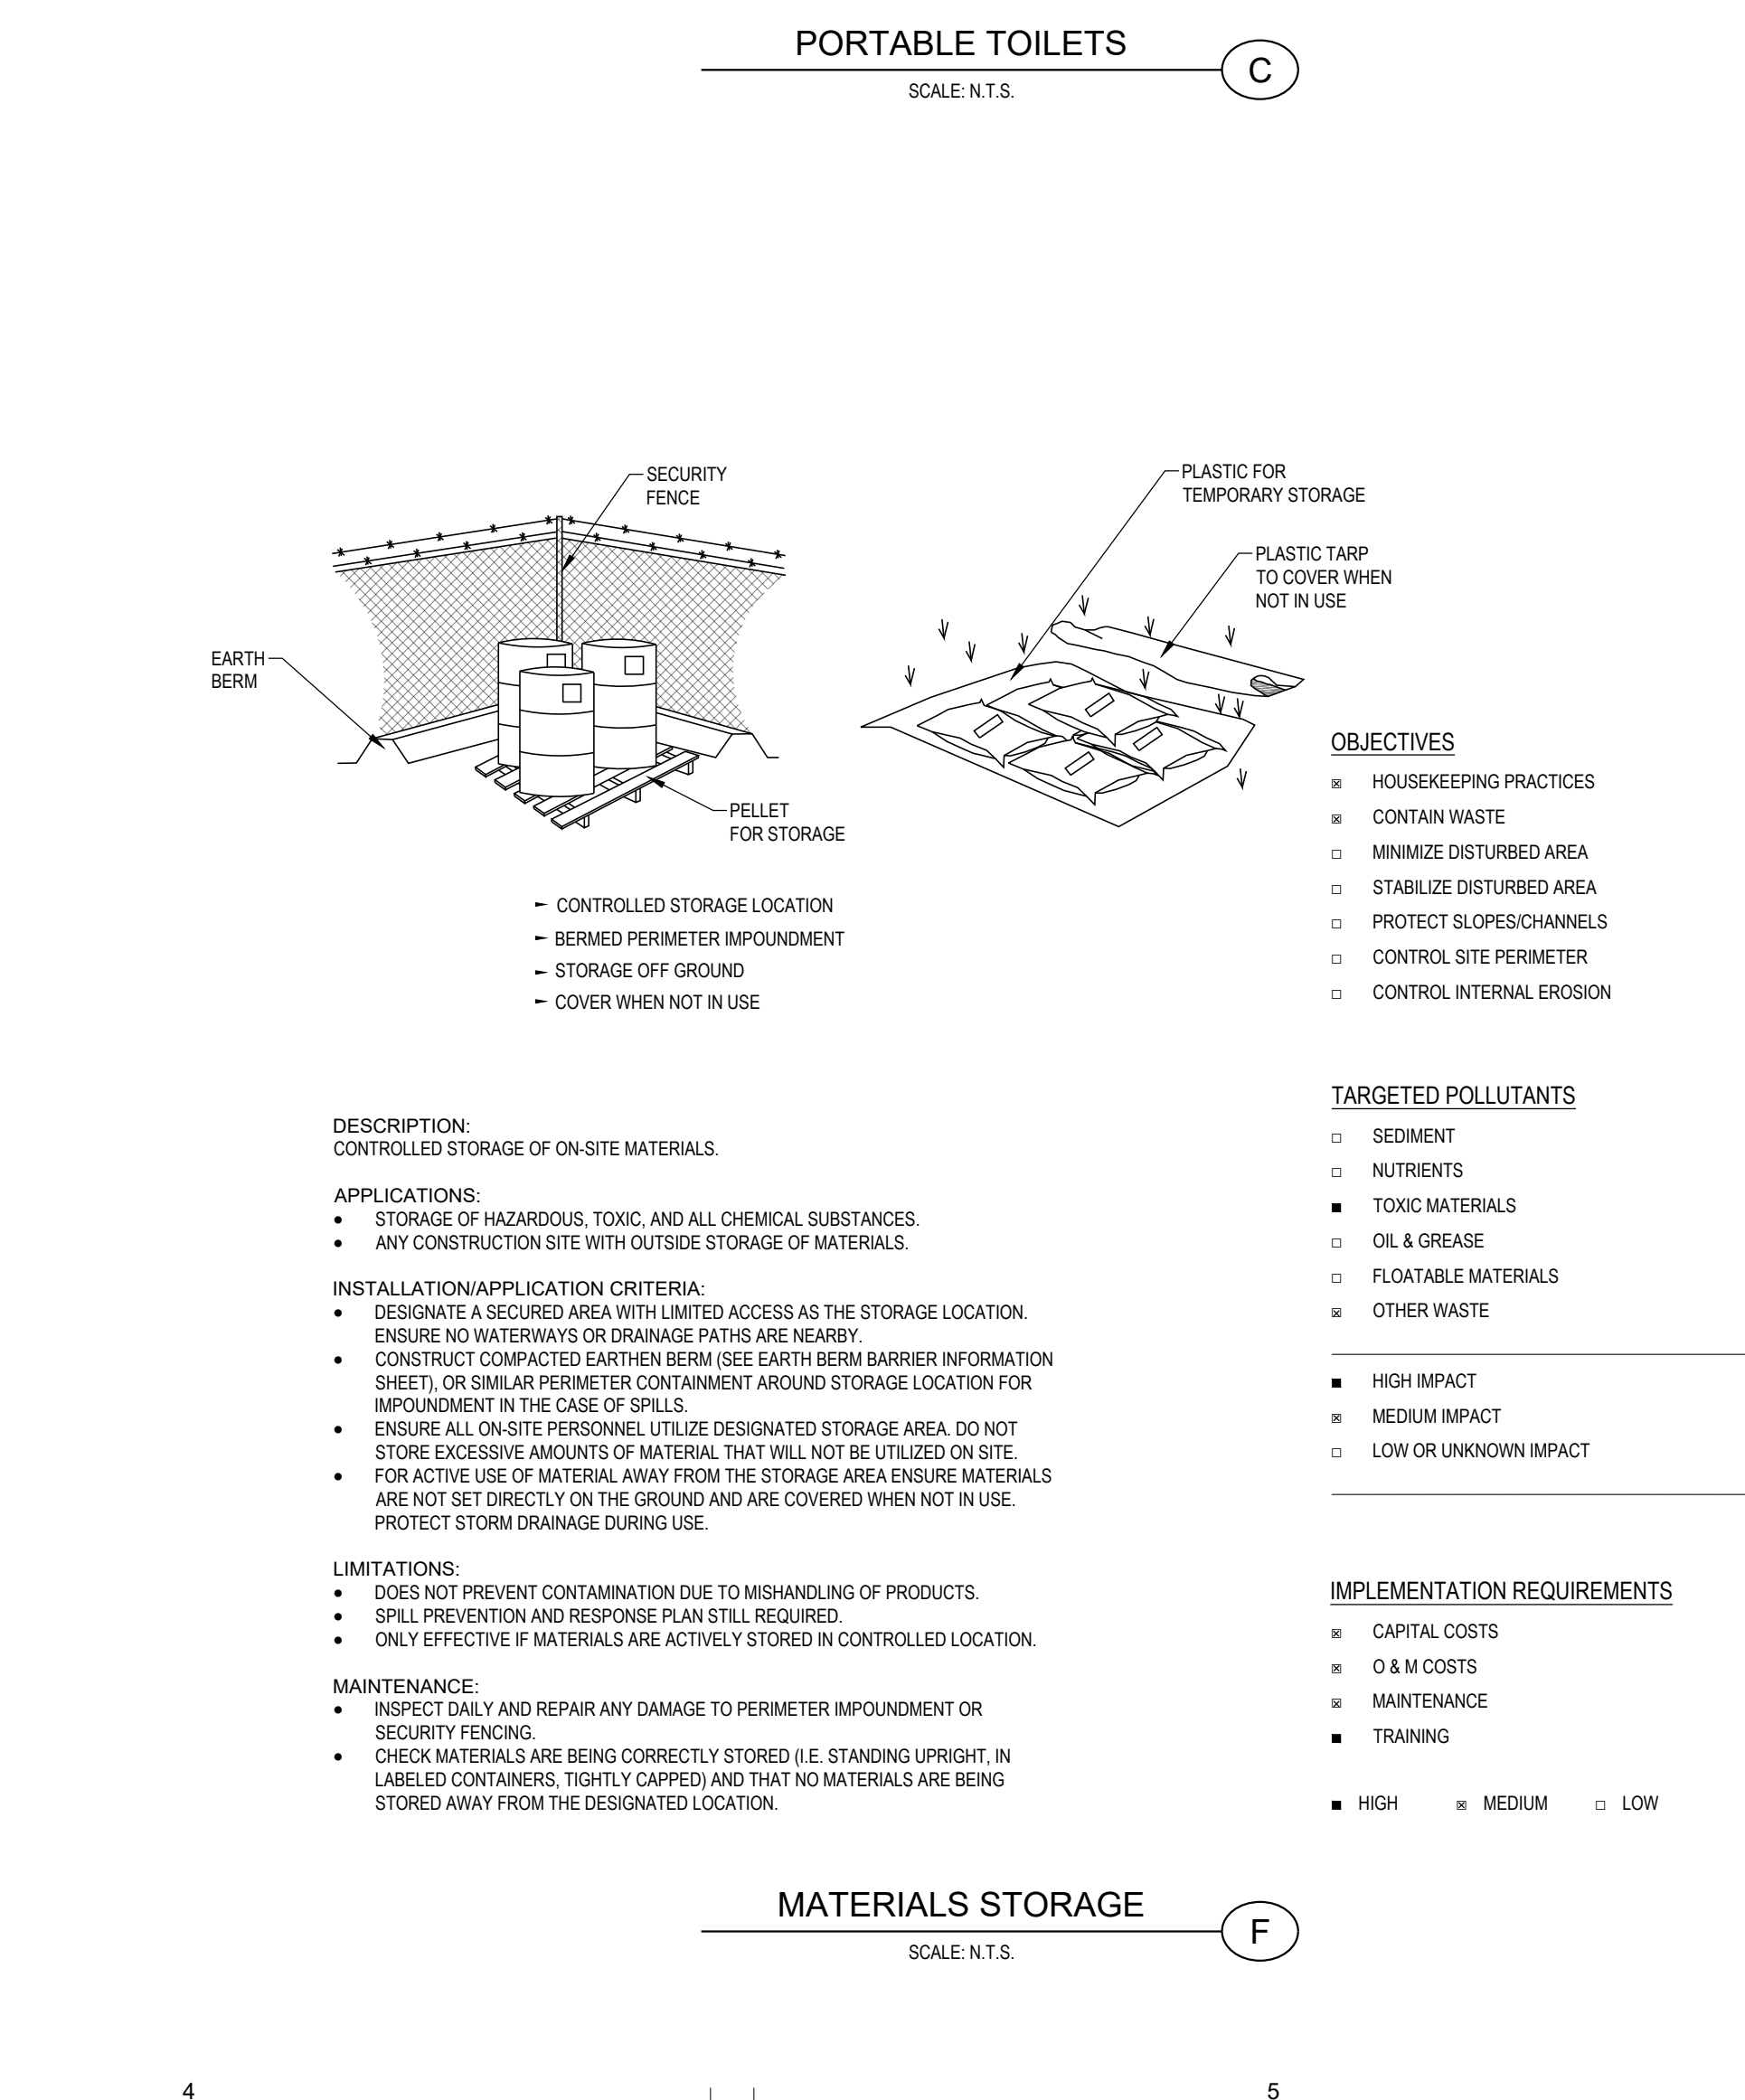 PORTABLE TOILETS
C
SCALE: N.T.S.
SECURITY
FENCE
PLASTIC FOR
TEMPORARY STORAGE
PLASTIC TARP
TO COVER WHEN
NOT IN USE
EARTH
BERM
PELLET
FOR STORAGE
CONTROLLED STORAGE LOCATION
BERMED PERIMETER IMPOUNDMENT
STORAGE OFF GROUND
COVER WHEN NOT IN USE
OBJECTIVES
☒ HOUSEKEEPING PRACTICES
☒ CONTAIN WASTE
□ MINIMIZE DISTURBED AREA
□ STABILIZE DISTURBED AREA
□ PROTECT SLOPES/CHANNELS
□ CONTROL SITE PERIMETER
□ CONTROL INTERNAL EROSION
TARGETED POLLUTANTS
□ SEDIMENT
□ NUTRIENTS
■ TOXIC MATERIALS
□ OIL & GREASE
□ FLOATABLE MATERIALS
☒ OTHER WASTE
■ HIGH IMPACT
☒ MEDIUM IMPACT
□ LOW OR UNKNOWN IMPACT
IMPLEMENTATION REQUIREMENTS
☒ CAPITAL COSTS
☒ O & M COSTS
☒ MAINTENANCE
■ TRAINING
■ HIGH ☒ MEDIUM □ LOW
DESCRIPTION:
CONTROLLED STORAGE OF ON-SITE MATERIALS.
APPLICATIONS:
● STORAGE OF HAZARDOUS, TOXIC, AND ALL CHEMICAL SUBSTANCES.
● ANY CONSTRUCTION SITE WITH OUTSIDE STORAGE OF MATERIALS.
INSTALLATION/APPLICATION CRITERIA:
● DESIGNATE A SECURED AREA WITH LIMITED ACCESS AS THE STORAGE LOCATION.
ENSURE NO WATERWAYS OR DRAINAGE PATHS ARE NEARBY.
● CONSTRUCT COMPACTED EARTHEN BERM (SEE EARTH BERM BARRIER INFORMATION
SHEET), OR SIMILAR PERIMETER CONTAINMENT AROUND STORAGE LOCATION FOR
IMPOUNDMENT IN THE CASE OF SPILLS.
● ENSURE ALL ON-SITE PERSONNEL UTILIZE DESIGNATED STORAGE AREA. DO NOT
STORE EXCESSIVE AMOUNTS OF MATERIAL THAT WILL NOT BE UTILIZED ON SITE.
● FOR ACTIVE USE OF MATERIAL AWAY FROM THE STORAGE AREA ENSURE MATERIALS
ARE NOT SET DIRECTLY ON THE GROUND AND ARE COVERED WHEN NOT IN USE.
PROTECT STORM DRAINAGE DURING USE.
LIMITATIONS:
● DOES NOT PREVENT CONTAMINATION DUE TO MISHANDLING OF PRODUCTS.
● SPILL PREVENTION AND RESPONSE PLAN STILL REQUIRED.
● ONLY EFFECTIVE IF MATERIALS ARE ACTIVELY STORED IN CONTROLLED LOCATION.
MAINTENANCE:
● INSPECT DAILY AND REPAIR ANY DAMAGE TO PERIMETER IMPOUNDMENT OR
SECURITY FENCING.
● CHECK MATERIALS ARE BEING CORRECTLY STORED (I.E. STANDING UPRIGHT, IN
LABELED CONTAINERS, TIGHTLY CAPPED) AND THAT NO MATERIALS ARE BEING
STORED AWAY FROM THE DESIGNATED LOCATION.
MATERIALS STORAGE
F
SCALE: N.T.S.
4 5